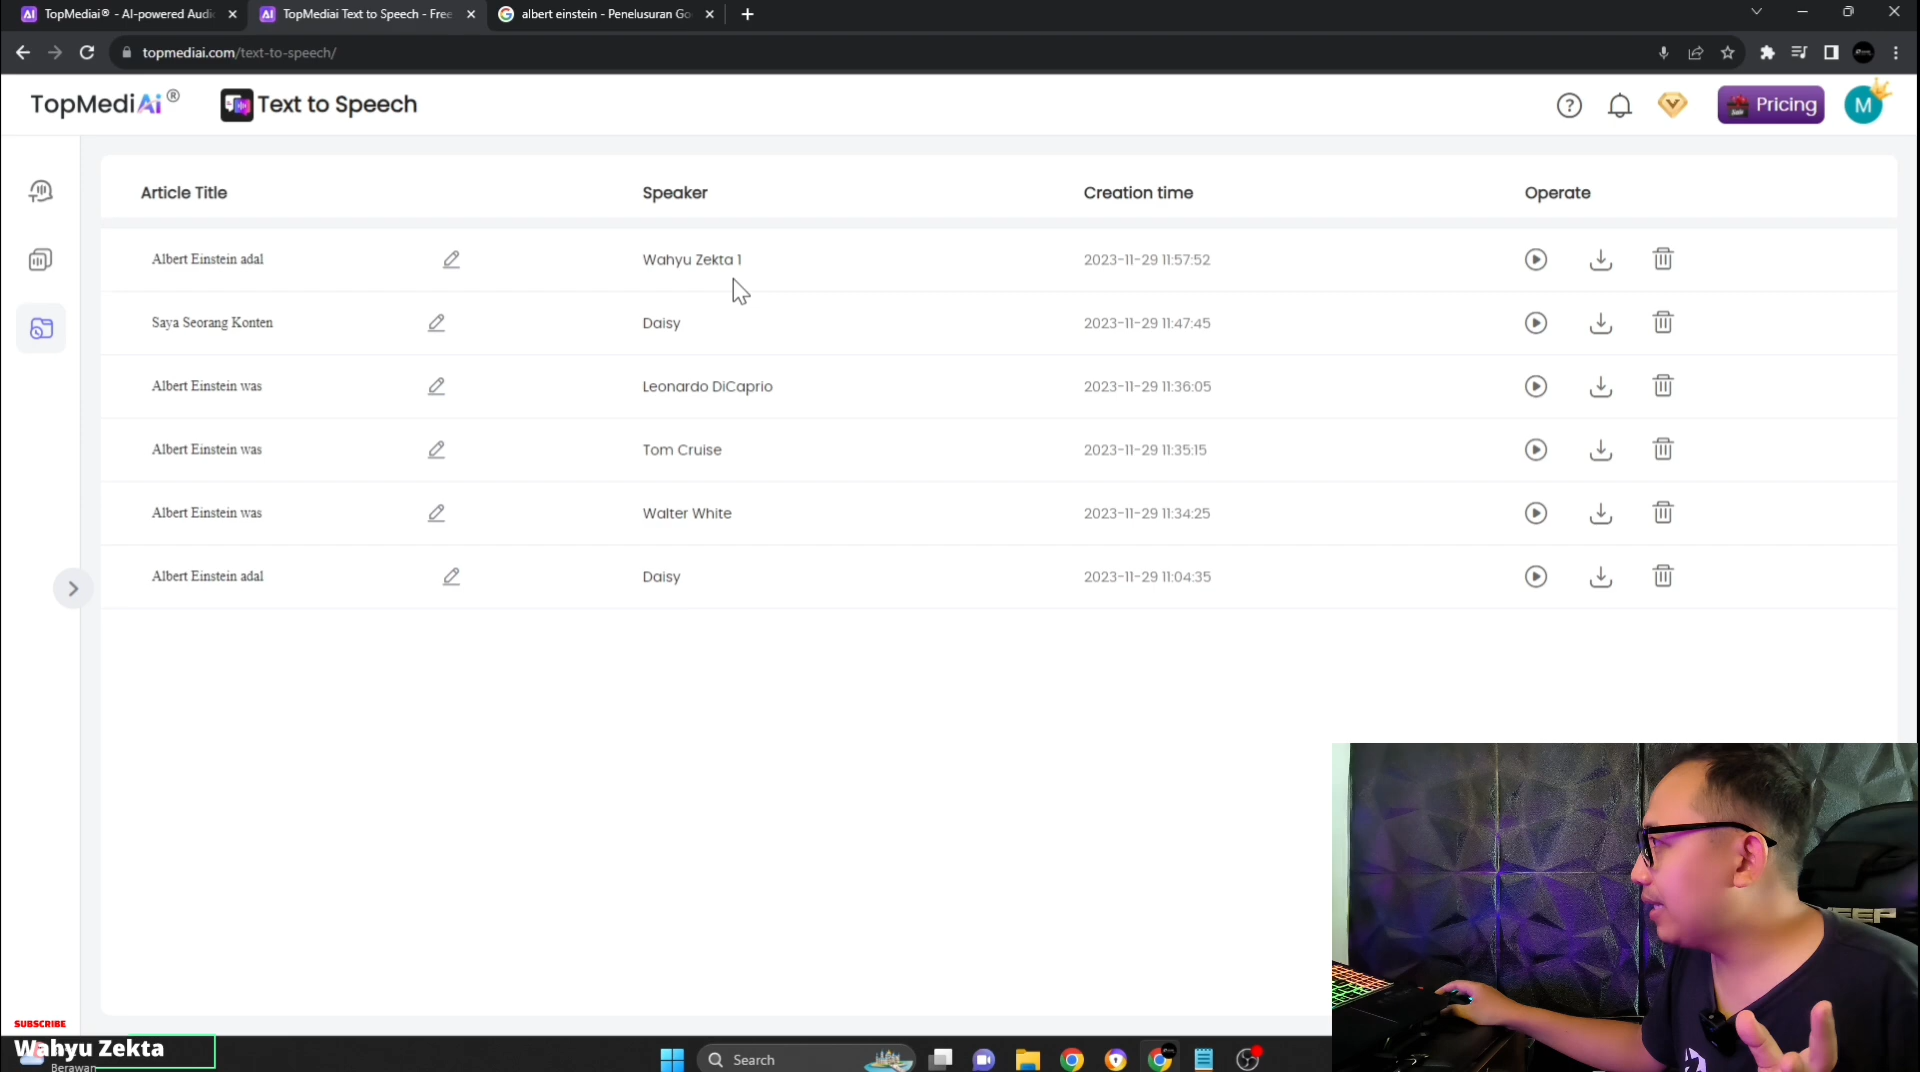 TopMediai® - AI-powered Audi
TopMediai Text to Speech - Free
albert einstein - Penelusuran Go
topmediai.com/text-to-speech/
TopMediAi®
Text to Speech
Pricing
M
Article Title Speaker Creation time Operate
Albert Einstein adal Wahyu Zekta 1 2023-11-29 11:57:52
Saya Seorang Konten Daisy 2023-11-29 11:47:45
Albert Einstein was Leonardo DiCaprio 2023-11-29 11:36:05
Albert Einstein was Tom Cruise 2023-11-29 11:35:15
Albert Einstein was Walter White 2023-11-29 11:34:25
Albert Einstein adal Daisy 2023-11-29 11:04:35
SUBSCRIBE
Wahyu Zekta
Berawan
Search